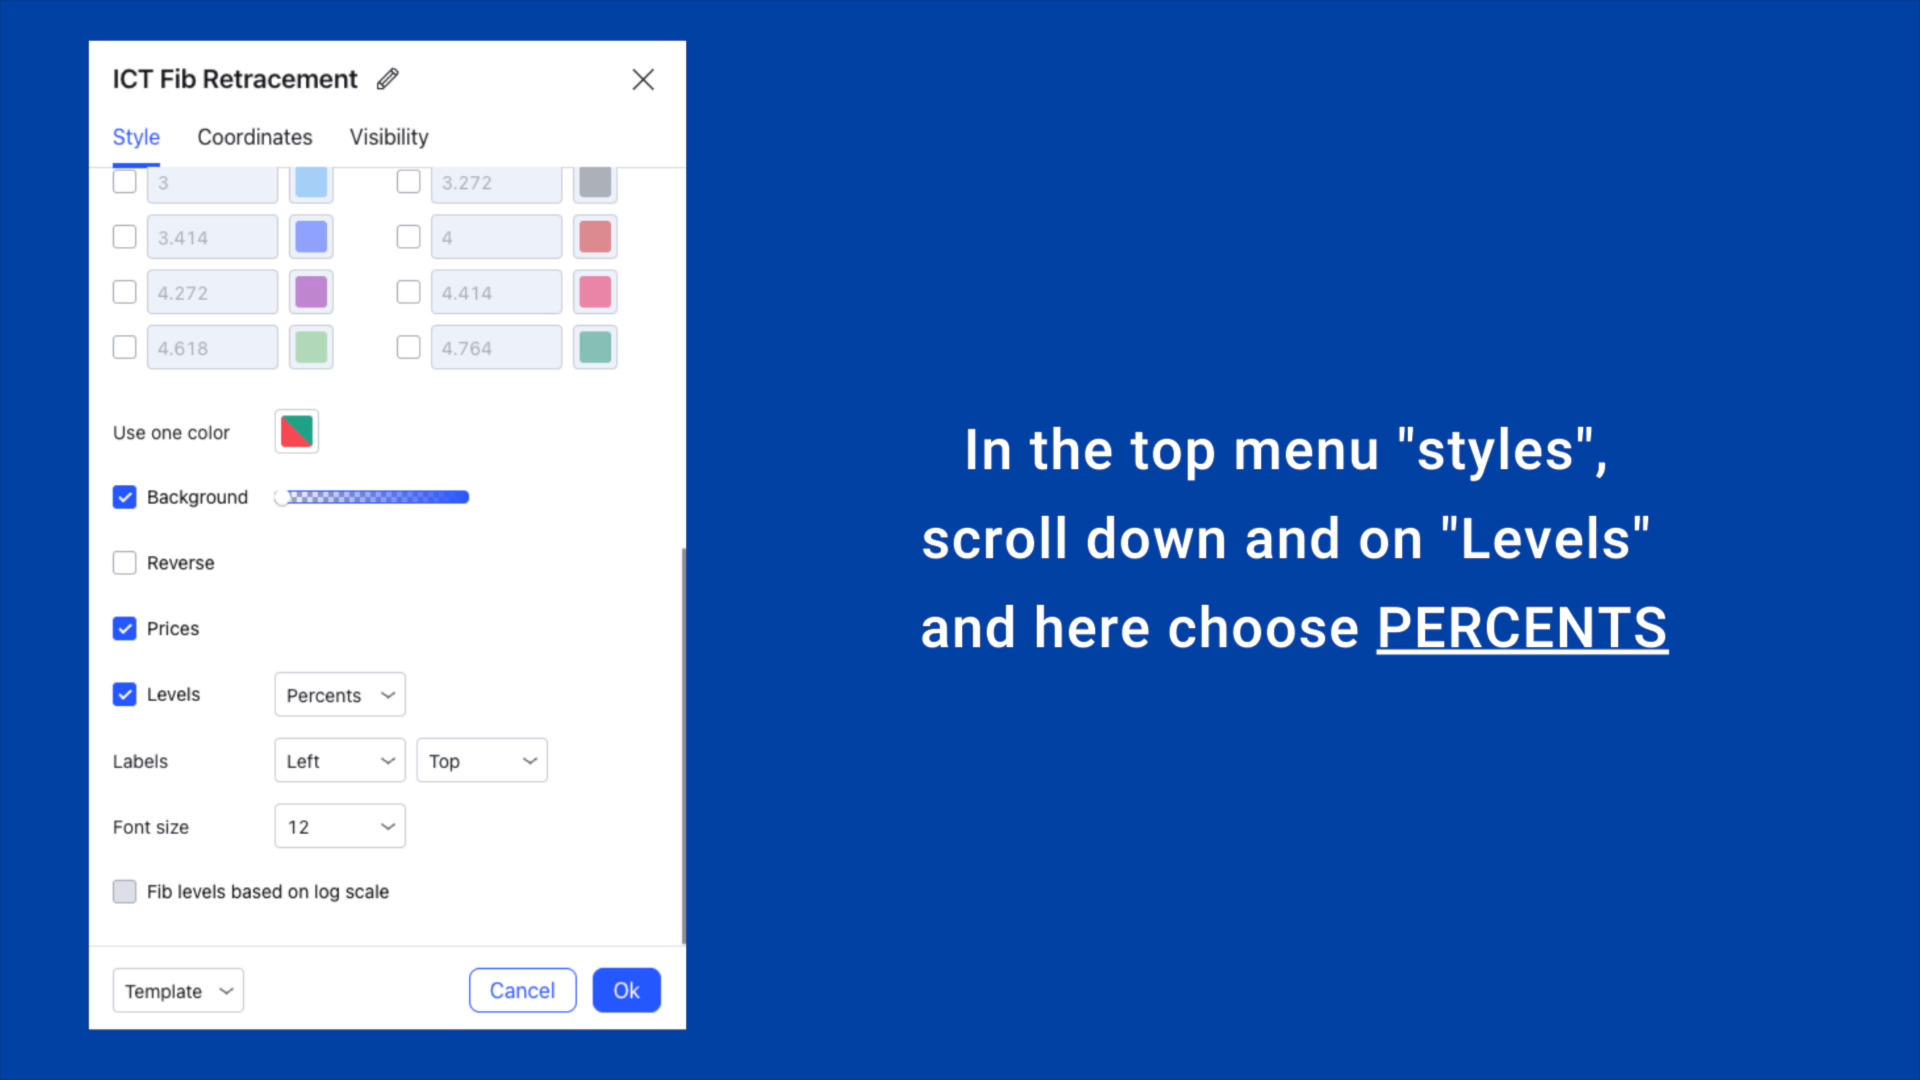 ICT Fib Retracement
Style Coordinates Visibility
3 3.272
3.414 4
4.272 4.414
4.618 4.764
Use one color
Background
Reverse
Prices
Levels Percents
Labels Left Top
Font size 12
Fib levels based on log scale
Template Cancel Ok
In the top menu "styles",
scroll down and on "Levels"
and here choose PERCENTS